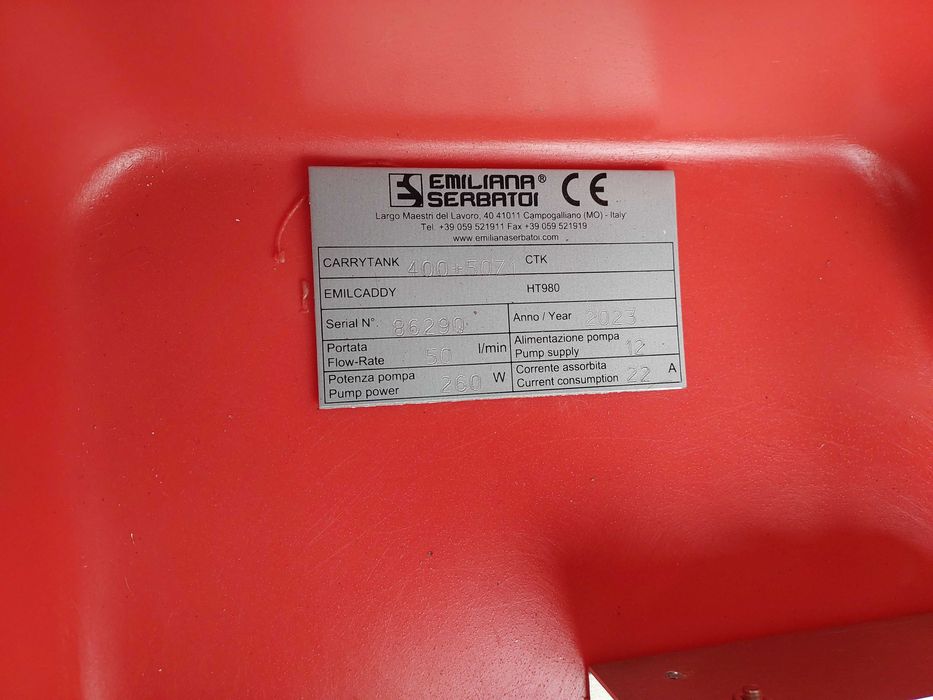 ES EMILIANA® SERBATOI CE
Largo Maestri del Lavoro, 40 41011 Campogalliano (MO) - Italy
Tel. +39 059 521911 Fax +39 059 521919
www.emilianaserbatoi.com
CARRYTANK 400+50 CTK
EMILCADDY HT980
Serial N° 86290 Anno / Year 2023
Portata Flow-Rate 50 l/min Alimentazione pompa Pump supply 12
Potenza pompa Pump power 260 W Corrente assorbita Current consumption 22 A